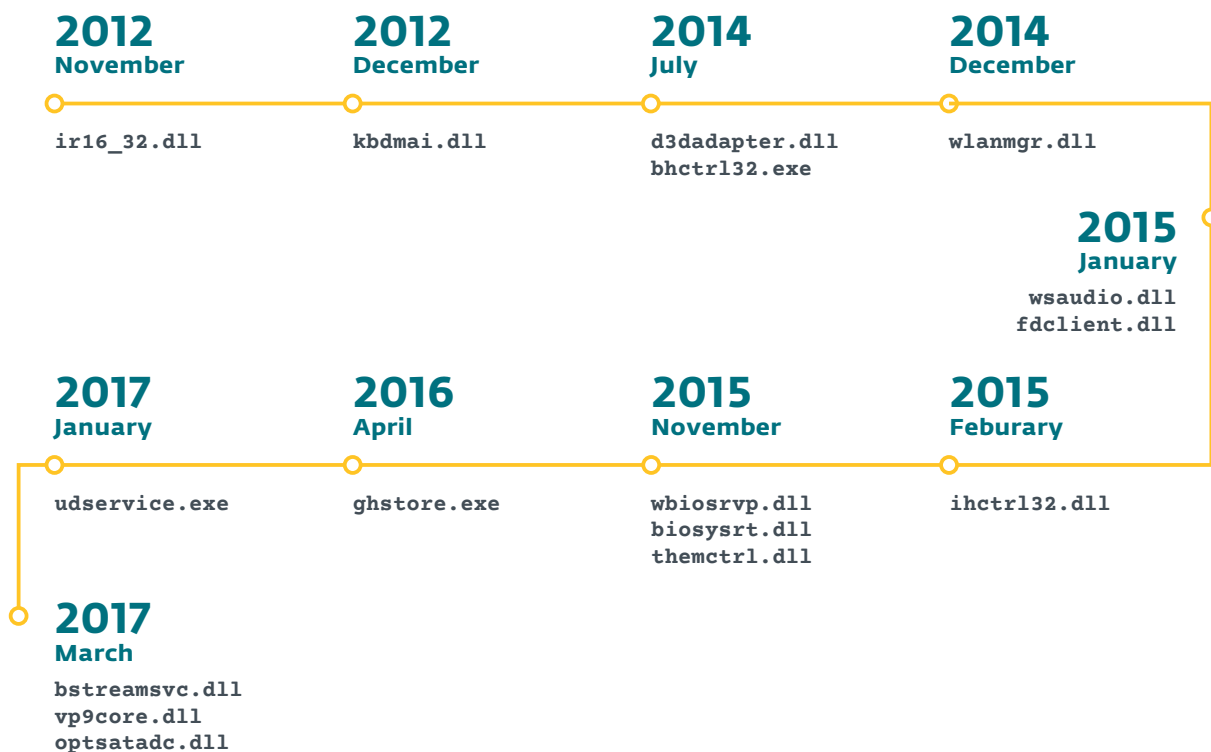 2012
November
ir16_32.dll
2012
December
kbdmai.dll
2014
July
d3dadapter.dll
bhctrl32.exe
2014
December
wlanmgr.dll
2015
January
wsaudio.dll
fdclient.dll
2015
Feburary
ihctrl32.dll
2015
November
wbiosrvp.dll
biosysrt.dll
themctrl.dll
2016
April
ghstore.exe
2017
January
udservice.exe
2017
March
bstreamsvc.dll
vp9core.dll
optsatadc.dll